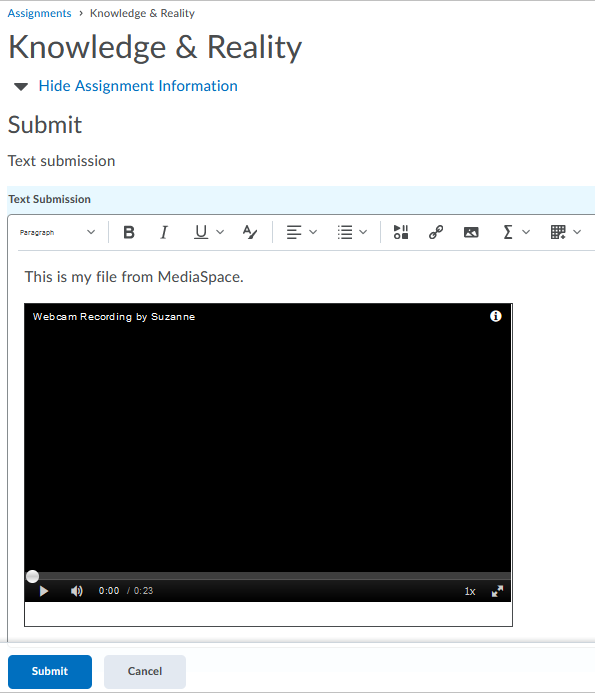 Assignments › Knowledge & Reality
Knowledge & Reality
Hide Assignment Information
Submit
Text submission
Text Submission
Paragraph B I U A Σ
This is my file from MediaSpace.
Webcam Recording by Suzanne
0:00 / 0:23 1x
Submit Cancel